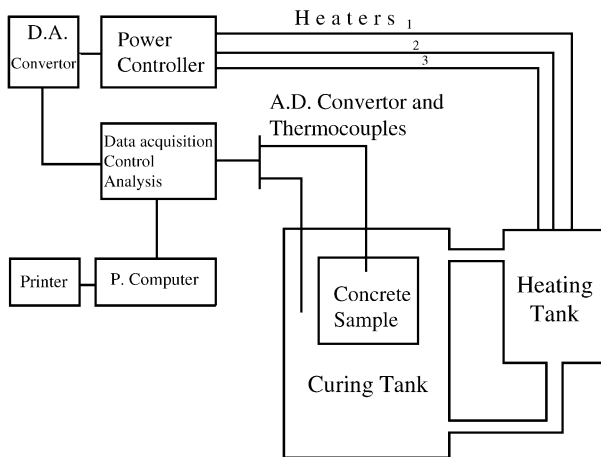 D.A.
Convertor
Power
Controller
Heaters 1
2
3
A.D. Convertor and
Thermocouples
Data acquisition
Control
Analysis
Printer
P. Computer
Concrete
Sample
Curing Tank
Heating
Tank